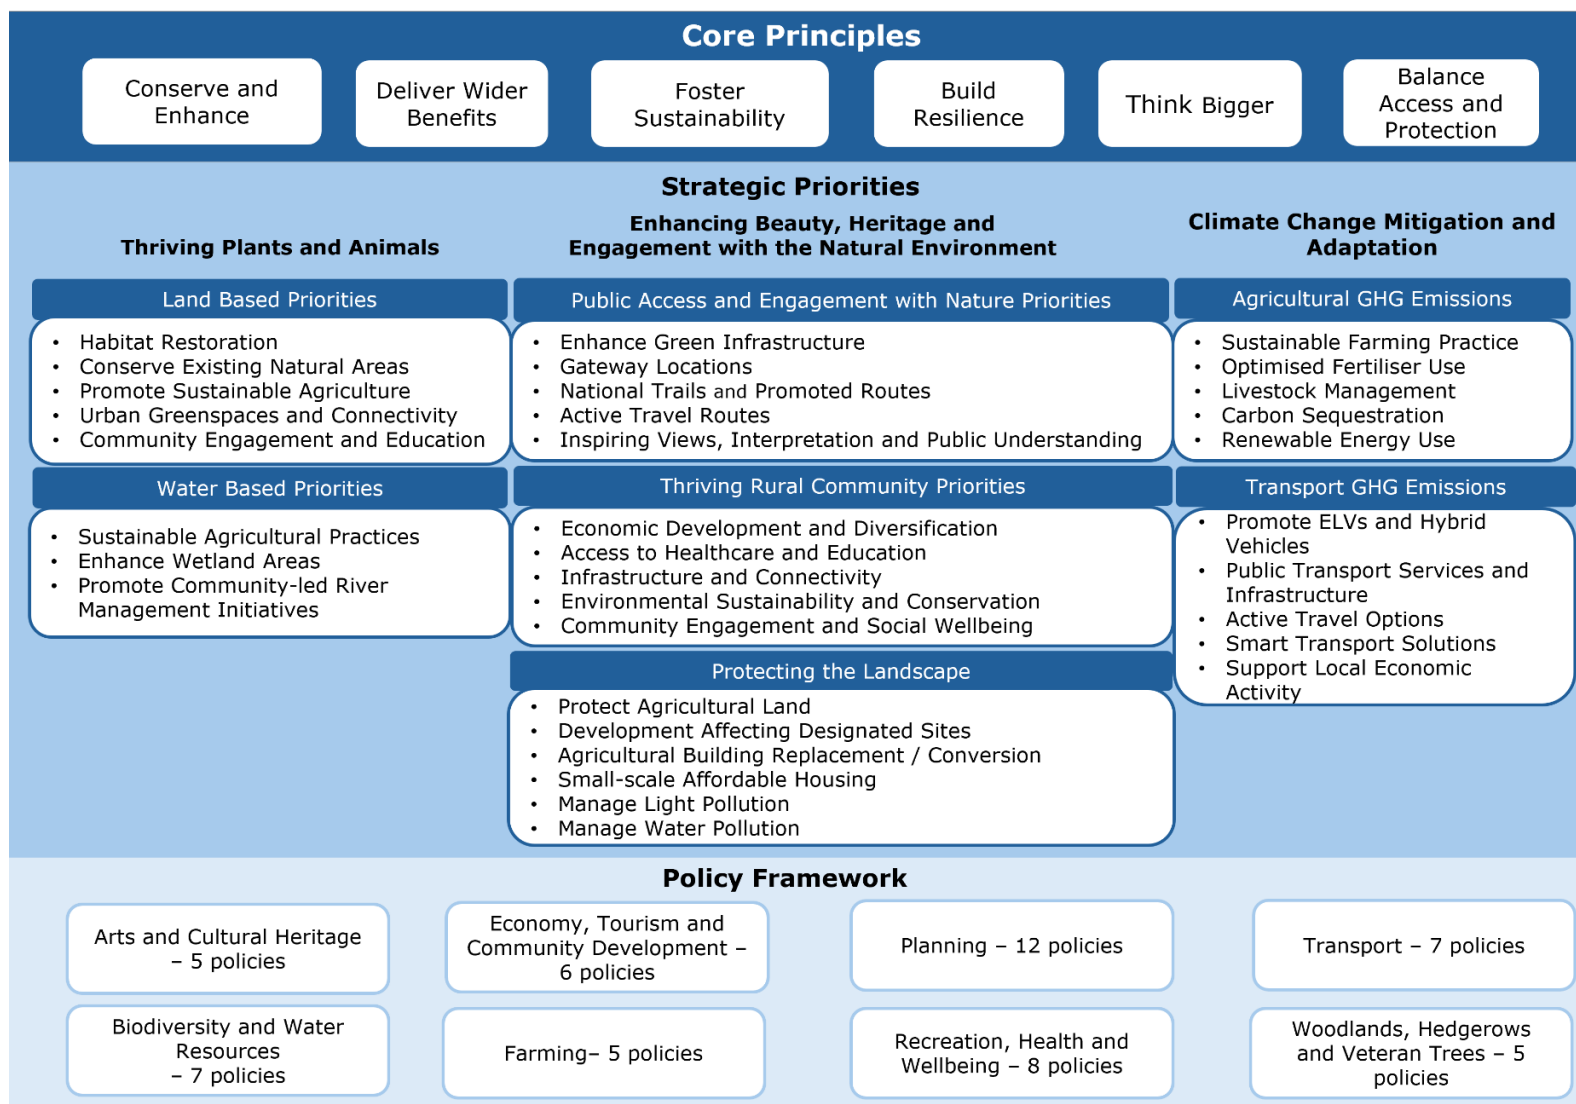 Core Principles
Conserve and
Enhance
Deliver Wider
Benefits
Foster
Sustainability
Build
Resilience
Think Bigger
Balance
Access and
Protection
Strategic Priorities
Thriving Plants and Animals
Land Based Priorities
• Habitat Restoration
• Conserve Existing Natural Areas
• Promote Sustainable Agriculture
• Urban Greenspaces and Connectivity
• Community Engagement and Education
Water Based Priorities
• Sustainable Agricultural Practices
• Enhance Wetland Areas
• Promote Community-led River
Management Initiatives
Enhancing Beauty, Heritage and
Engagement with the Natural Environment
Public Access and Engagement with Nature Priorities
• Enhance Green Infrastructure
• Gateway Locations
• National Trails and Promoted Routes
• Active Travel Routes
• Inspiring Views, Interpretation and Public Understanding
Thriving Rural Community Priorities
• Economic Development and Diversification
• Access to Healthcare and Education
• Infrastructure and Connectivity
• Environmental Sustainability and Conservation
• Community Engagement and Social Wellbeing
Protecting the Landscape
• Protect Agricultural Land
• Development Affecting Designated Sites
• Agricultural Building Replacement / Conversion
• Small-scale Affordable Housing
• Manage Light Pollution
• Manage Water Pollution
Climate Change Mitigation and
Adaptation
Agricultural GHG Emissions
• Sustainable Farming Practice
• Optimised Fertiliser Use
• Livestock Management
• Carbon Sequestration
• Renewable Energy Use
Transport GHG Emissions
• Promote ELVs and Hybrid
Vehicles
• Public Transport Services and
Infrastructure
• Active Travel Options
• Smart Transport Solutions
• Support Local Economic
Activity
Policy Framework
Arts and Cultural Heritage
– 5 policies
Economy, Tourism and
Community Development –
6 policies
Planning – 12 policies
Transport – 7 policies
Biodiversity and Water
Resources
– 7 policies
Farming– 5 policies
Recreation, Health and
Wellbeing – 8 policies
Woodlands, Hedgerows
and Veteran Trees – 5
policies